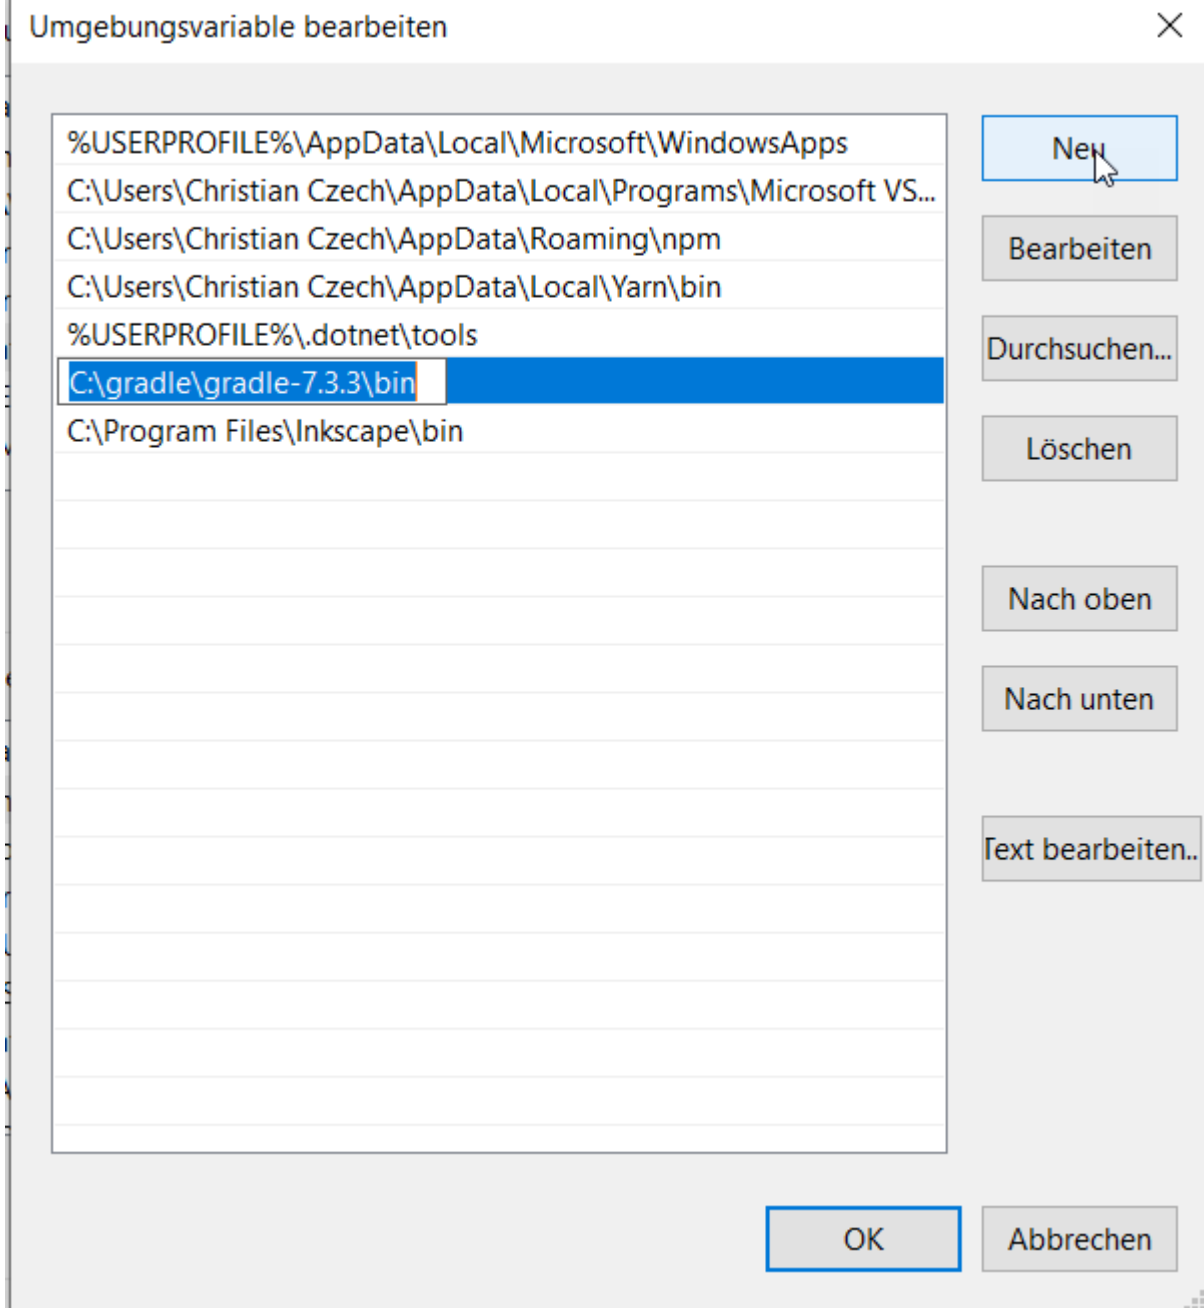 Umgebungsvariable bearbeiten
%USERPROFILE%\AppData\Local\Microsoft\WindowsApps
C:\Users\Christian Czech\AppData\Local\Programs\Microsoft VS...
C:\Users\Christian Czech\AppData\Roaming\npm
C:\Users\Christian Czech\AppData\Local\Yarn\bin
%USERPROFILE%\.dotnet\tools
C:\gradle\gradle-7.3.3\bin
C:\Program Files\Inkscape\bin
Neu
Bearbeiten
Durchsuchen...
Löschen
Nach oben
Nach unten
Text bearbeiten..
OK
Abbrechen